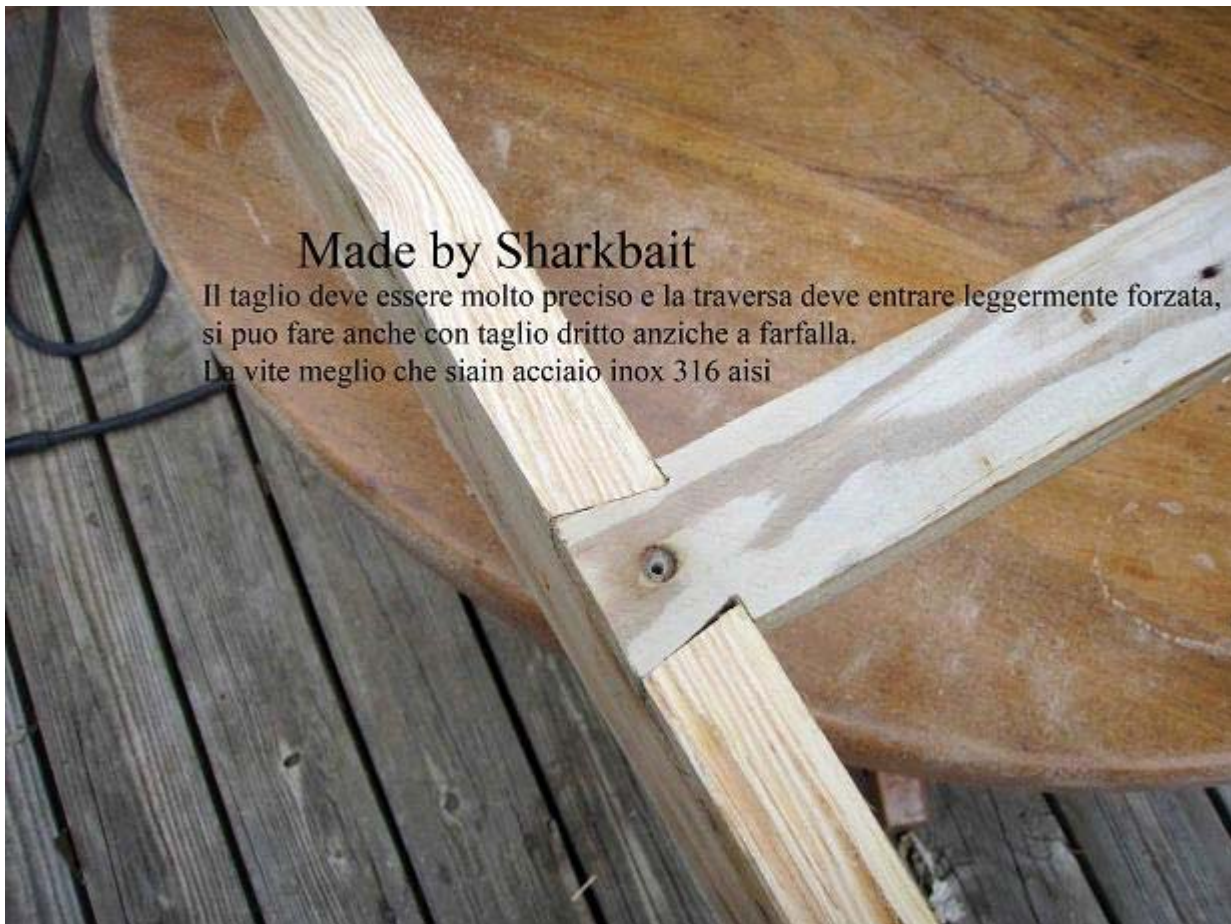 Made by Sharkbait
Il taglio deve essere molto preciso e la traversa deve entrare leggermente forzata,
si puo fare anche con taglio dritto anziche a farfalla.
La vite meglio che siain acciaio inox 316 aisi